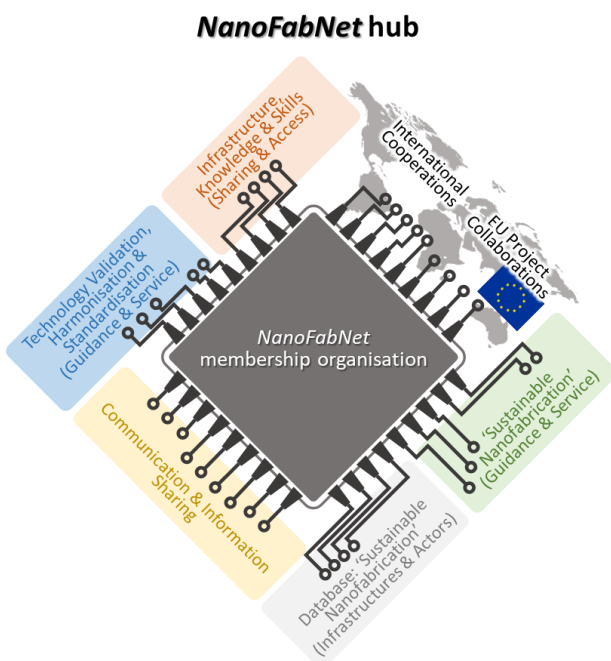 NanoFabNet hub
Infrastructure,
Knowledge & Skills
(Sharing & Access)
International
Cooperations
EU Project
Collaborations
Technology Validation,
Harmonisation &
Standardisation
(Guidance & Service)
NanoFabNet
membership organisation
‘Sustainable
Nanofabrication’
(Guidance & Service)
Communication & Information
Sharing
Database: ‘Sustainable
Nanofabrication’
(Infrastructures & Actors)